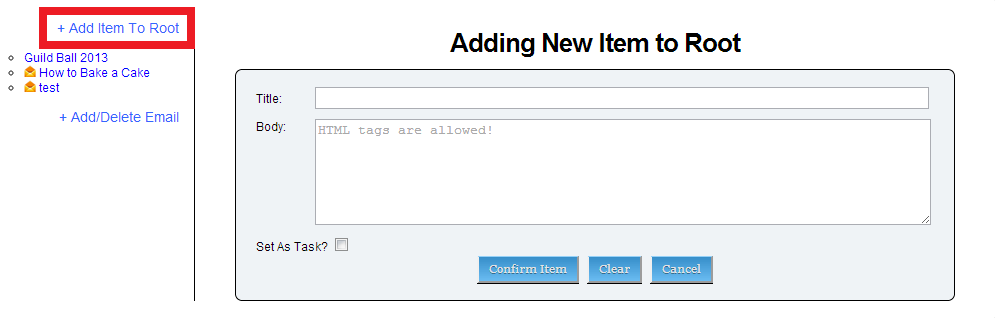 + Add Item To Root
Guild Ball 2013
How to Bake a Cake
test
+ Add/Delete Email
Adding New Item to Root
Title:
Body:
HTML tags are allowed!
Set As Task?
Confirm Item
Clear
Cancel